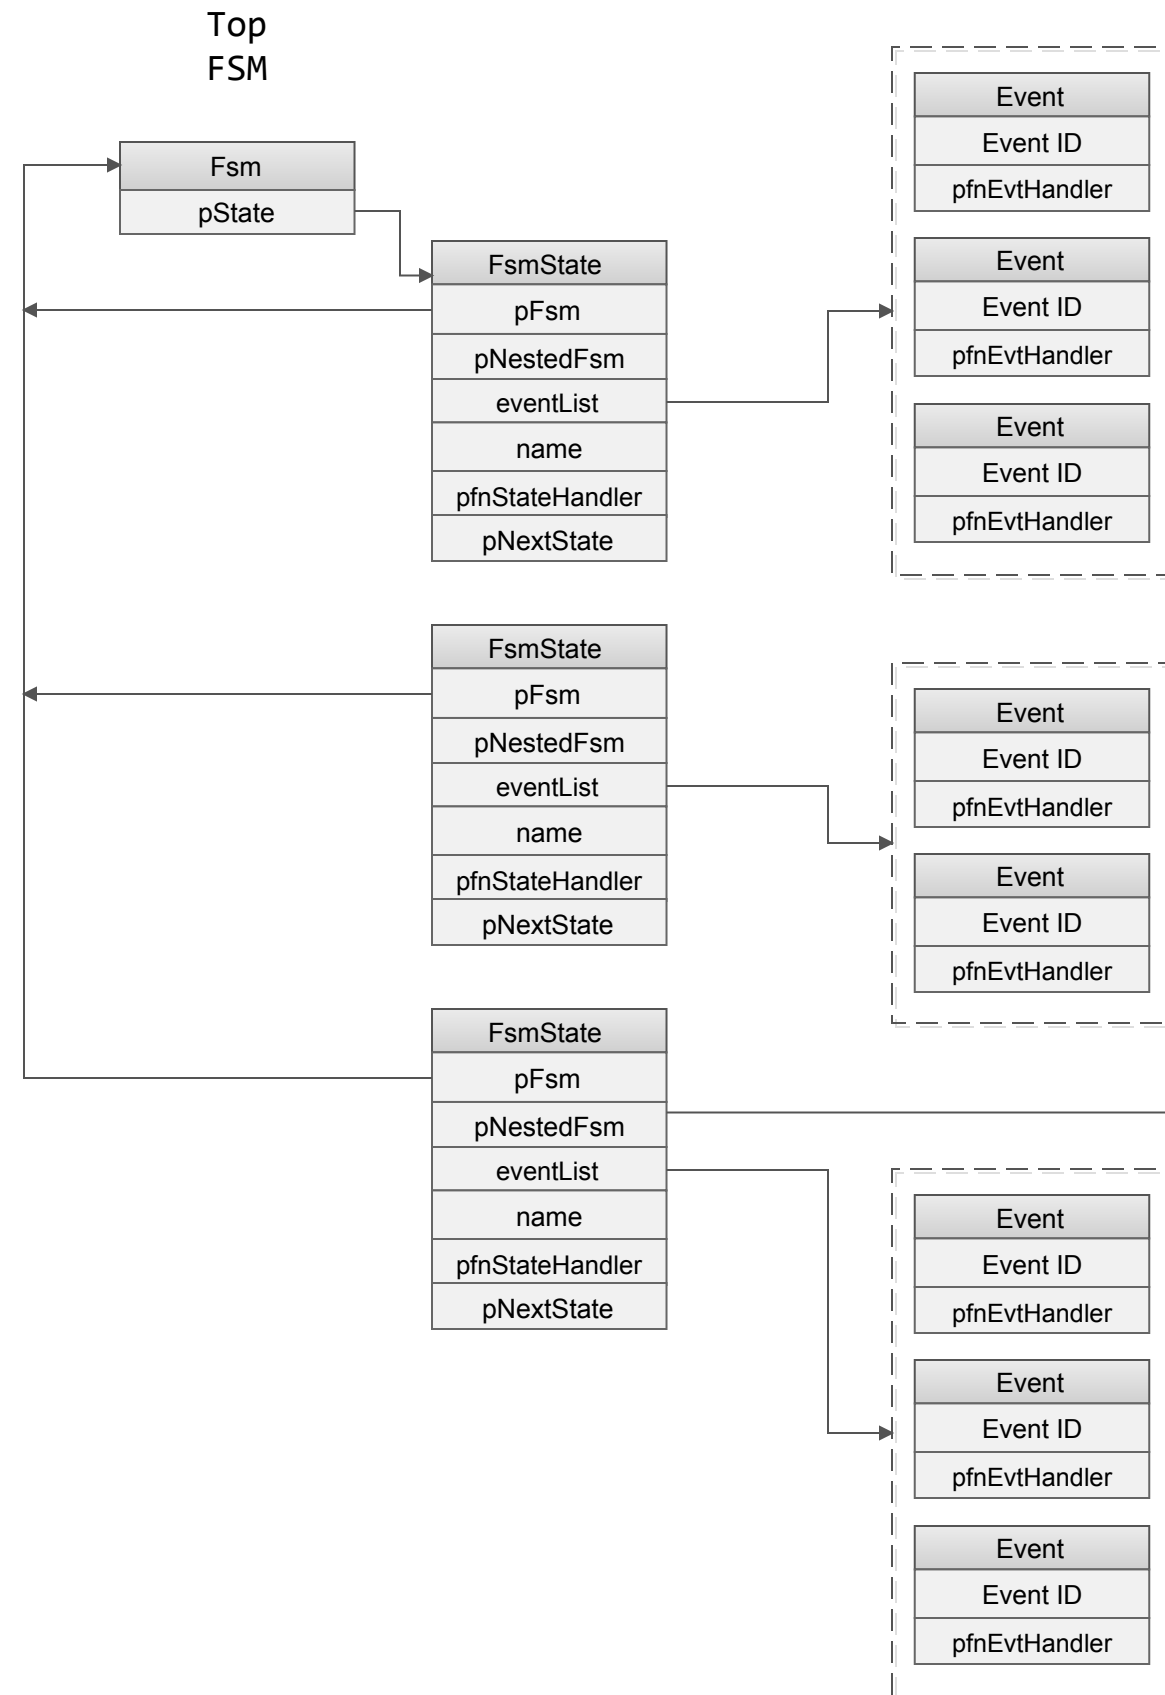 Top
FSM
Fsm
pState
FsmState
pFsm
pNestedFsm
eventList
name
pfnStateHandler
pNextState
Event
Event ID
pfnEvtHandler
Event
Event ID
pfnEvtHandler
Event
Event ID
pfnEvtHandler
FsmState
pFsm
pNestedFsm
eventList
name
pfnStateHandler
pNextState
Event
Event ID
pfnEvtHandler
Event
Event ID
pfnEvtHandler
FsmState
pFsm
pNestedFsm
eventList
name
pfnStateHandler
pNextState
Event
Event ID
pfnEvtHandler
Event
Event ID
pfnEvtHandler
Event
Event ID
pfnEvtHandler